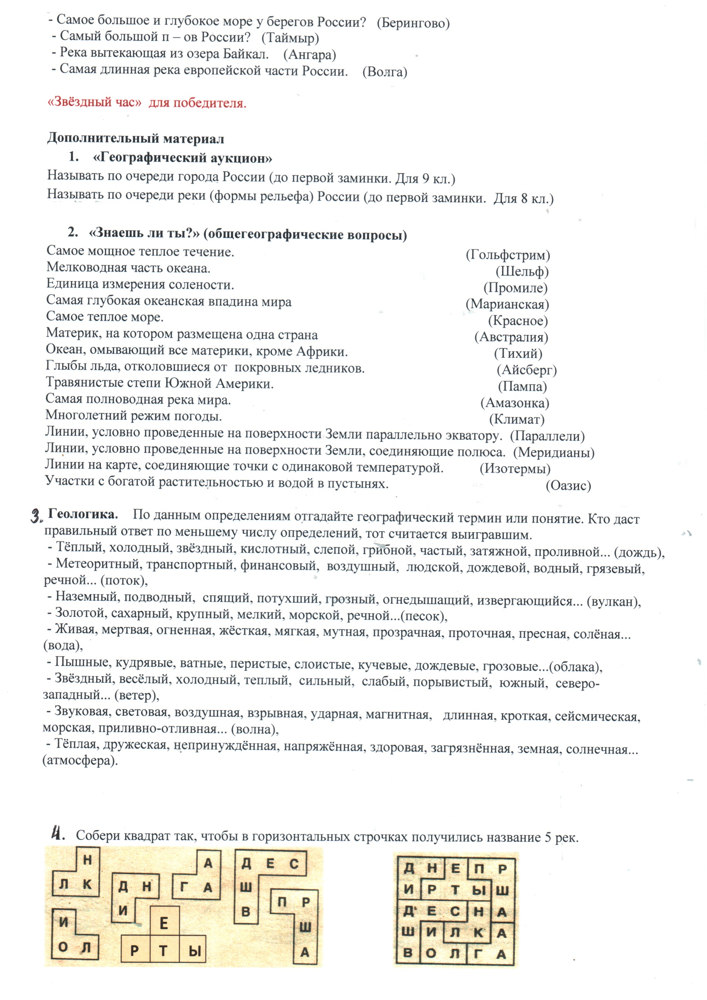 - Самое большое и глубокое море у берегов России? (Берингово)
- Самый большой п – ов России? (Таймыр)
- Река вытекающая из озера Байкал. (Ангара)
- Самая длинная река европейской части России. (Волга)
«Звёздный час» для победителя.
Дополнительный материал
1. «Географический аукцион»
Называть по очереди города России (до первой заминки. Для 9 кл.)
Называть по очереди реки (формы рельефа) России (до первой заминки. Для 8 кл.)
2. «Знаешь ли ты?» (общегеографические вопросы)
Самое мощное теплое течение. (Гольфстрим)
Мелководная часть океана. (Шельф)
Единица измерения солености. (Промиле)
Самая глубокая океанская впадина мира (Марианская)
Самое теплое море. (Красное)
Материк, на котором размещена одна страна (Австралия)
Океан, омывающий все материки, кроме Африки. (Тихий)
Глыбы льда, отколовшиеся от покровных ледников. (Айсберг)
Травянистые степи Южной Америки. (Пампа)
Самая полноводная река мира. (Амазонка)
Многолетний режим погоды. (Климат)
Линии, условно проведенные на поверхности Земли параллельно экватору. (Параллели)
Линии, условно проведенные на поверхности Земли, соединяющие полюса. (Меридианы)
Линии на карте, соединяющие точки с одинаковой температурой. (Изотермы)
Участки с богатой растительностью и водой в пустынях. (Оазис)
3. Геологика. По данным определениям отгадайте географический термин или понятие. Кто даст
правильный ответ по меньшему числу определений, тот считается выигравшим.
- Тёплый, холодный, звёздный, кислотный, слепой, грибной, частый, затяжной, проливной... (дождь),
- Метеоритный, транспортный, финансовый, воздушный, людской, дождевой, водный, грязевый,
речной... (поток),
- Наземный, подводный, спящий, потухший, грозный, огнедышащий, извергающийся... (вулкан),
- Золотой, сахарный, крупный, мелкий, морской, речной...(песок),
- Живая, мертвая, огненная, жёсткая, мягкая, мутная, прозрачная, проточная, пресная, солёная...
(вода),
- Пышные, кудрявые, ватные, перистые, слоистые, кучевые, дождевые, грозовые...(облака),
- Звёздный, весёлый, холодный, теплый, сильный, слабый, порывистый, южный, северо-
западный... (ветер),
- Звуковая, световая, воздушная, взрывная, ударная, магнитная, длинная, кроткая, сейсмическая,
морская, приливно-отливная... (волна),
- Тёплая, дружеская, непринуждённая, напряжённая, здоровая, загрязнённая, земная, солнечная...
(атмосфера).
4. Собери квадрат так, чтобы в горизонтальных строчках получились название 5 рек.
Н
Л К
Д Н
И
А
Г А
Д Е С
Ш
В
П Р
Ш
А
И
О Л
Е
Р Т Ы
Д Н Е П Р
И Р Т Ы Ш
Д Е С Н А
Ш И Л К А
В О Л Г А